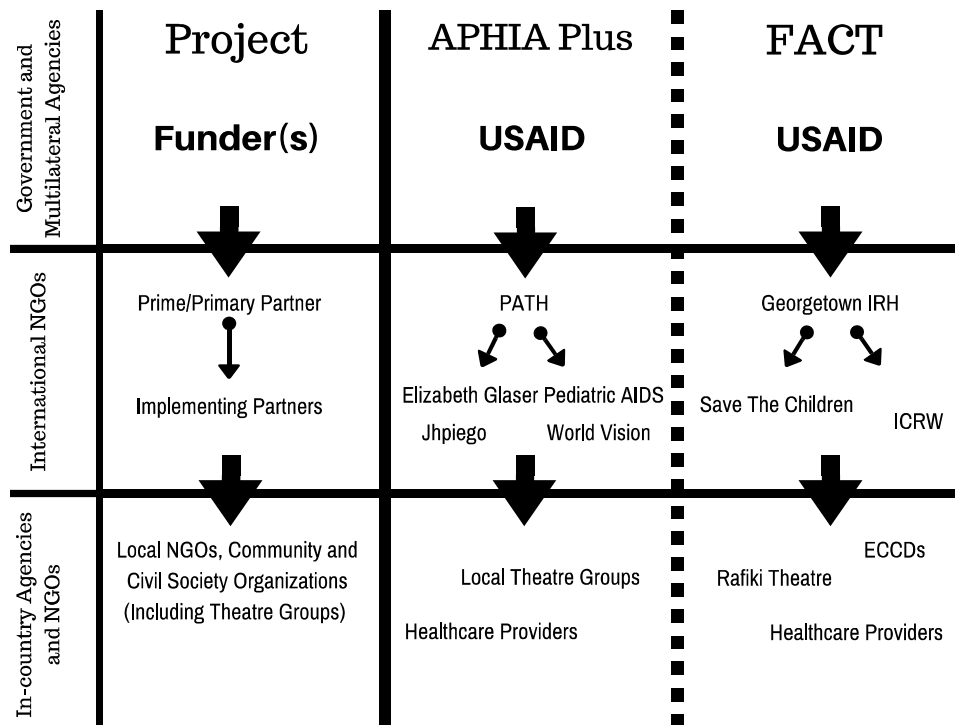 Government and
Multilateral Agencies
Project
APHIA Plus
FACT
Funder(s)
USAID
USAID
International NGOs
Prime/Primary Partner
PATH
Georgetown IRH
Implementing Partners
Elizabeth Glaser Pediatric AIDS
Jhpiego
World Vision
Save The Children
ICRW
In-country Agencies
and NGOs
Local NGOs, Community and
Civil Society Organizations
(Including Theatre Groups)
Local Theatre Groups
Healthcare Providers
ECCDs
Rafiki Theatre
Healthcare Providers